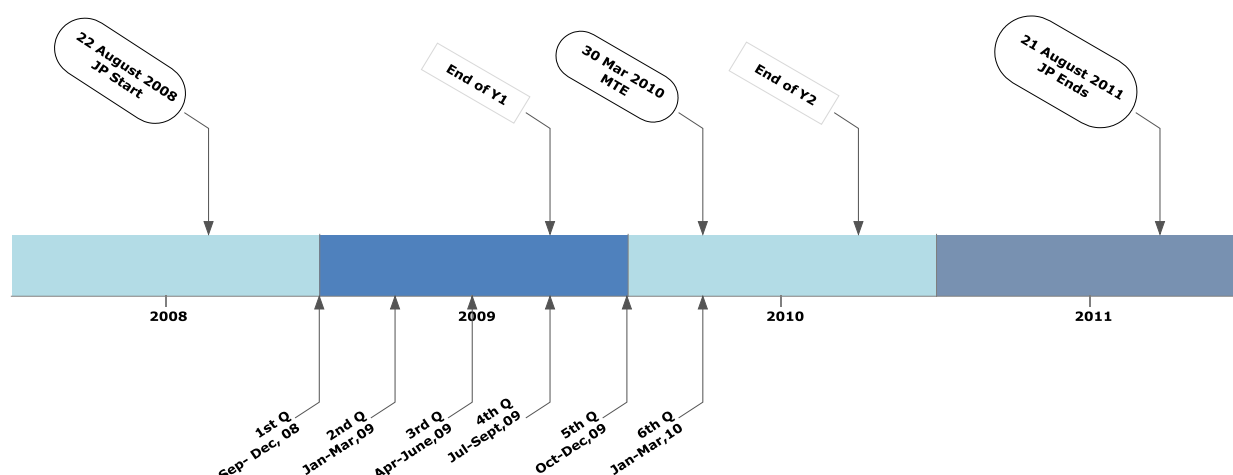 22 August 2008
JP Start
End of Y1
30 Mar 2010
MTE
End of Y2
21 August 2011
JP Ends
2008
2009
2010
2011
1st Q
Sep- Dec, 08
2nd Q
Jan-Mar,09
3rd Q
Apr-June,09
4th Q
Jul-Sept,09
5th Q
Oct-Dec,09
6th Q
Jan-Mar,10